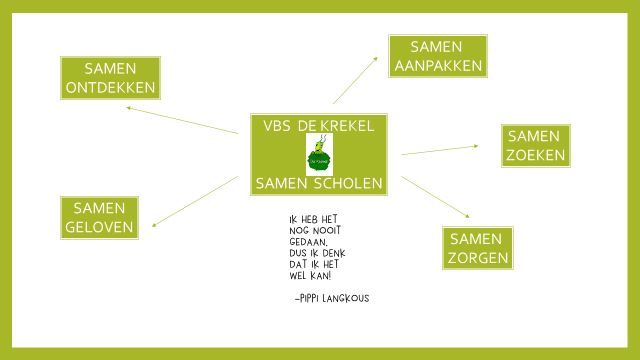 SAMEN
AANPAKKEN
SAMEN
ONTDEKKEN
VBS DE KREKEL
SAMEN SCHOLEN
SAMEN
ZOEKEN
SAMEN
GELOVEN
SAMEN
ZORGEN
IK HEB HET
NOG NOOIT
GEDAAN,
DUS IK DENK
DAT IK HET
WEL KAN!
-PIPPI LANGKOUS